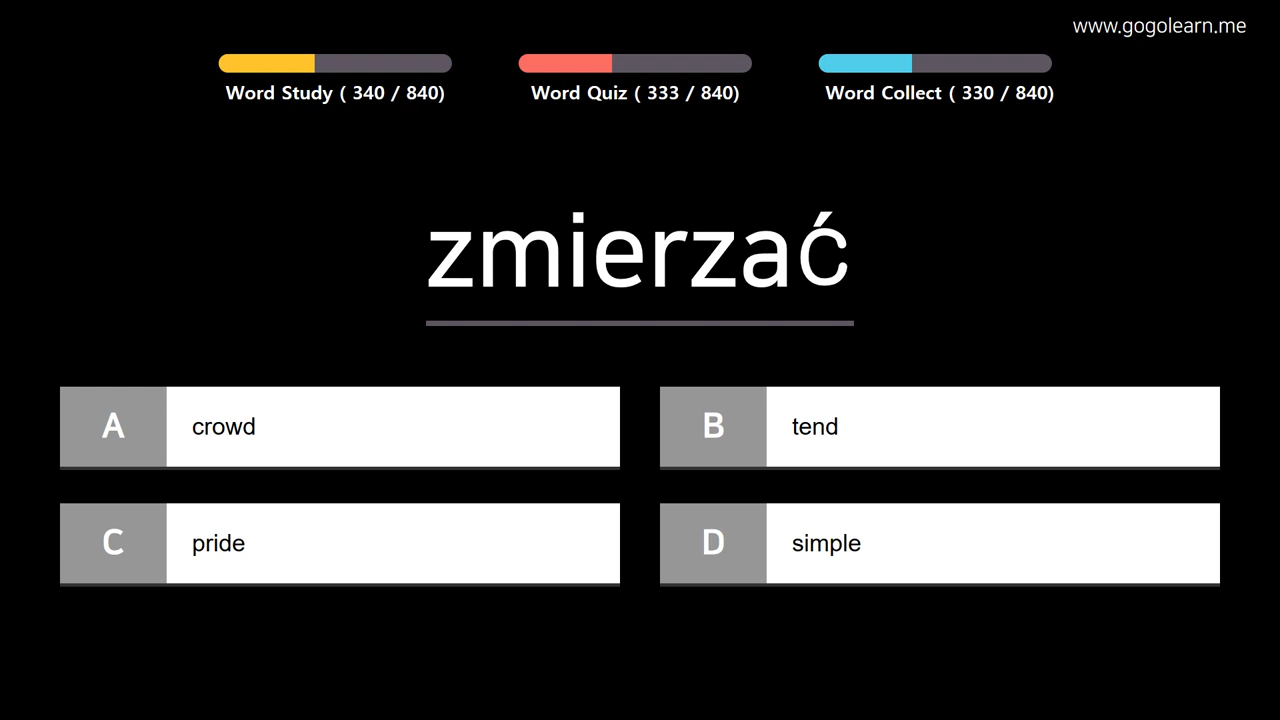 www.gogolearn.me
Word Study ( 340 / 840)
Word Quiz ( 333 / 840)
Word Collect ( 330 / 840)
zmierzać
A crowd
B tend
C pride
D simple